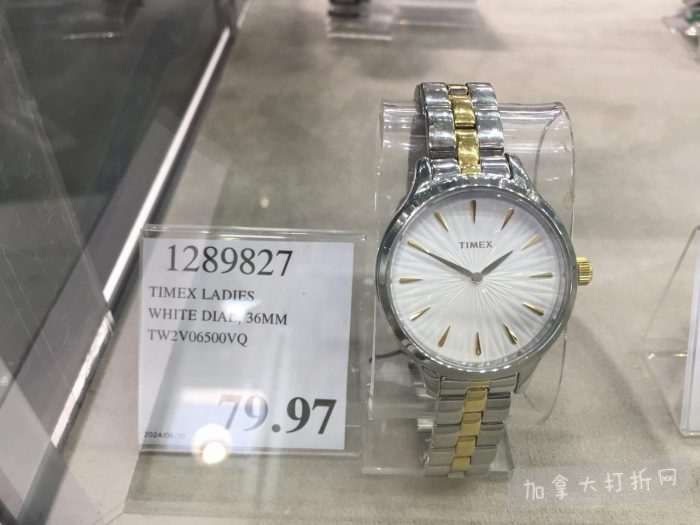 1289827
TIMEX LADIES
WHITE DIAL, 36MM
TW2V06500VQ
79.97
TIMEX
加拿大打折网